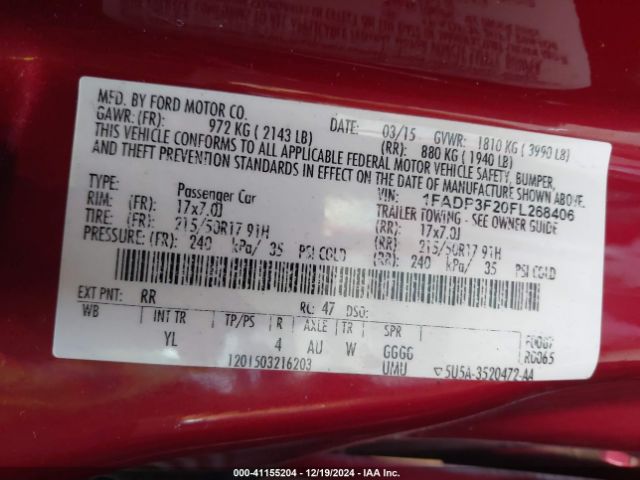 MFD. BY FORD MOTOR CO.
DATE: 03/15 GVWR: 1810 KG ( 3990 LB)
GAWR: (FR): 972 KG ( 2143 LB) (RR): 880 KG ( 1940 LB)
THIS VEHICLE CONFORMS TO ALL APPLICABLE FEDERAL MOTOR VEHICLE SAFETY, BUMPER,
AND THEFT PREVENTION STANDARDS IN EFFECT ON THE DATE OF MANUFACTURE SHOWN ABOVE.
VIN: 1FADP3F20FL268406
TYPE: Passenger Car TRAILER TOWING - SEE OWNER GUIDE
RIM: (FR): 17x7.0J (RR): 17x7.0J
TIRE: (FR): 215/50R17 91H (RR): 215/50R17 91H
PRESSURE: (FR): 240 kPa/ 35 PSI COLD (RR): 240 kPa/ 35 PSI COLD
EXT PNT: RR RC: 47 DSO:
WB INT TR TP/PS R AXLE TR SPR
YL 4 AU W GGGG
UMU
1201503216203 5U5A-3520472-AA
000-41155204 - 12/19/2024 - IAA Inc.